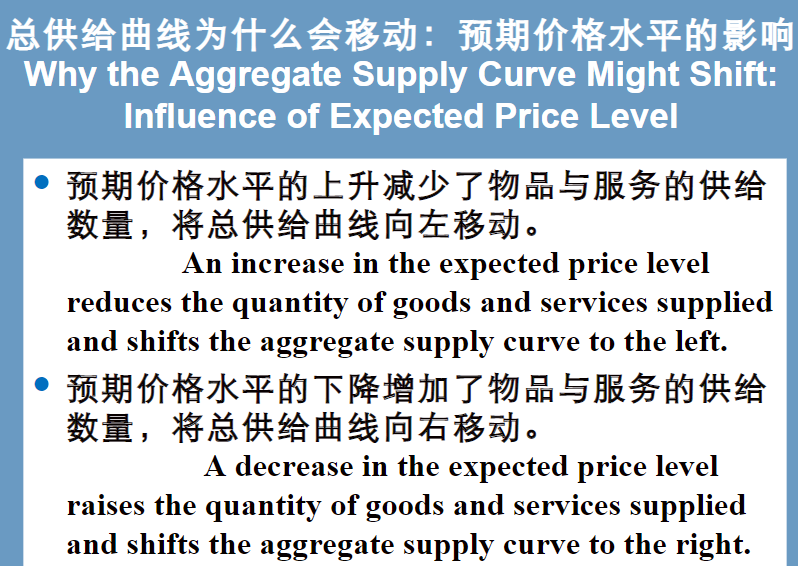 总供给曲线为什么会移动：预期价格水平的影响
Why the Aggregate Supply Curve Might Shift:
Influence of Expected Price Level
• 预期价格水平的上升减少了物品与服务的供给
数量，将总供给曲线向左移动。
An increase in the expected price level
reduces the quantity of goods and services supplied
and shifts the aggregate supply curve to the left.
• 预期价格水平的下降增加了物品与服务的供给
数量，将总供给曲线向右移动。
A decrease in the expected price level
raises the quantity of goods and services supplied
and shifts the aggregate supply curve to the right.